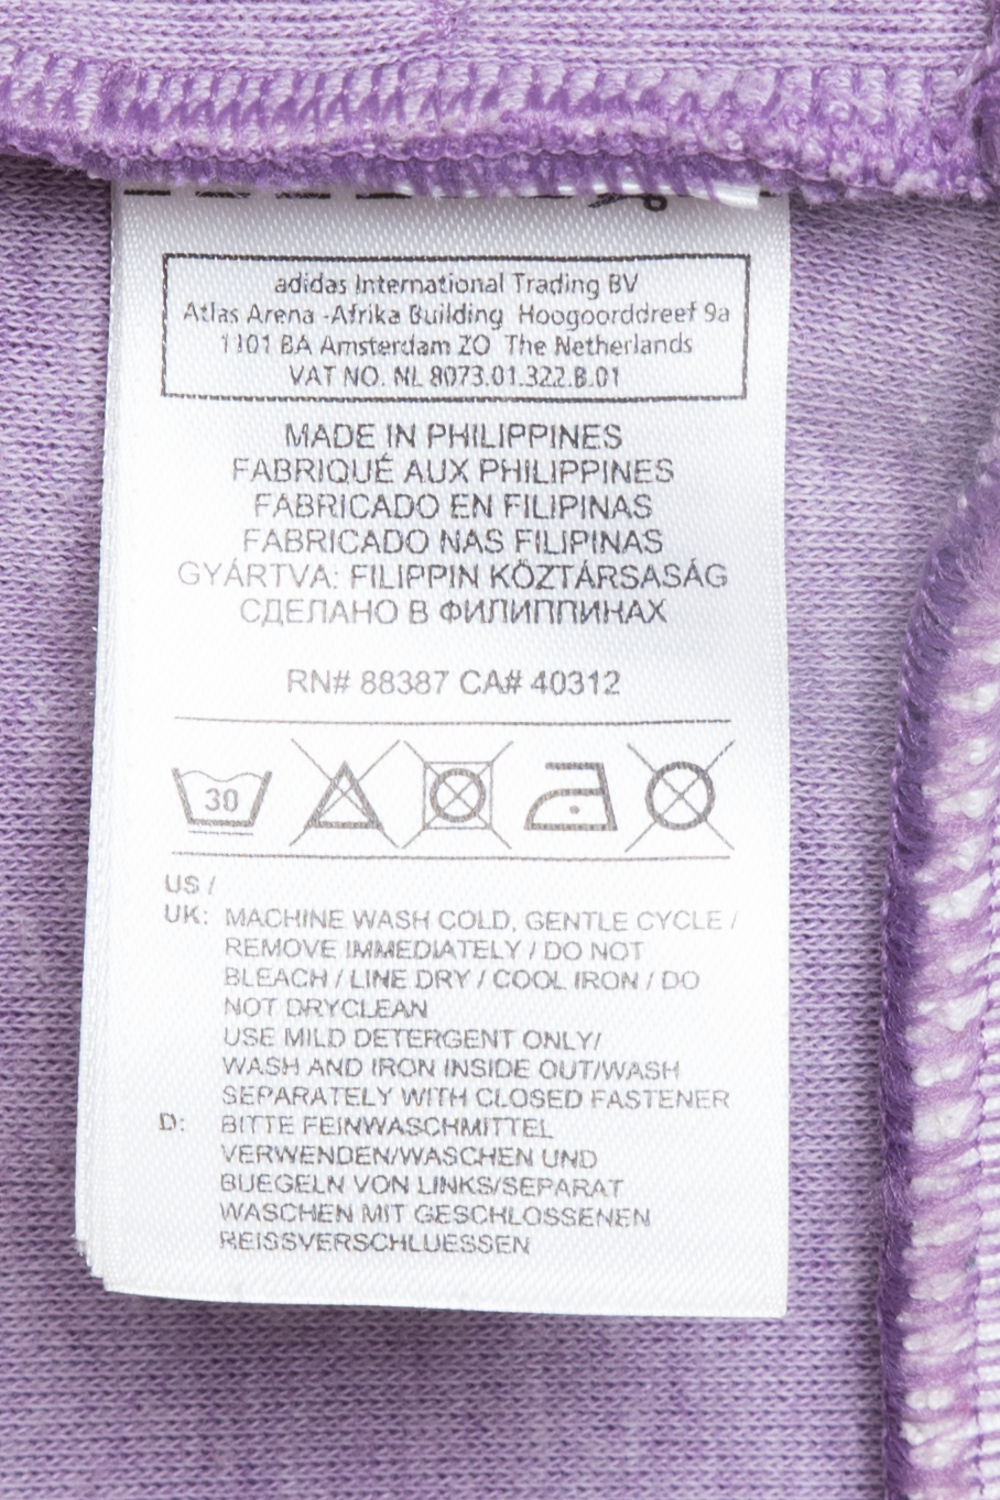 adidas International Trading BV
Atlas Arena -Afrika Building Hoogoorddreef 9a
1101 BA Amsterdam ZO The Netherlands
VAT NO. NL 8073.01.322.B.01
MADE IN PHILIPPINES
FABRIQUÉ AUX PHILIPPINES
FABRICADO EN FILIPINAS
FABRICADO NAS FILIPINAS
GYÁRTVA: FILIPPIN KÖZTÁRSASÁG
СДЕЛАНО В ФИЛИППИНАХ
RN# 88387 CA# 40312
30
US /
UK: MACHINE WASH COLD, GENTLE CYCLE /
REMOVE IMMEDIATELY / DO NOT
BLEACH / LINE DRY / COOL IRON / DO
NOT DRYCLEAN
USE MILD DETERGENT ONLY/
WASH AND IRON INSIDE OUT/WASH
SEPARATELY WITH CLOSED FASTENER
D: BITTE FEINWASCHMITTEL
VERWENDEN/WASCHEN UND
BUEGELN VON LINKS/SEPARAT
WASCHEN MIT GESCHLOSSENEN
REISSVERSCHLUESSEN